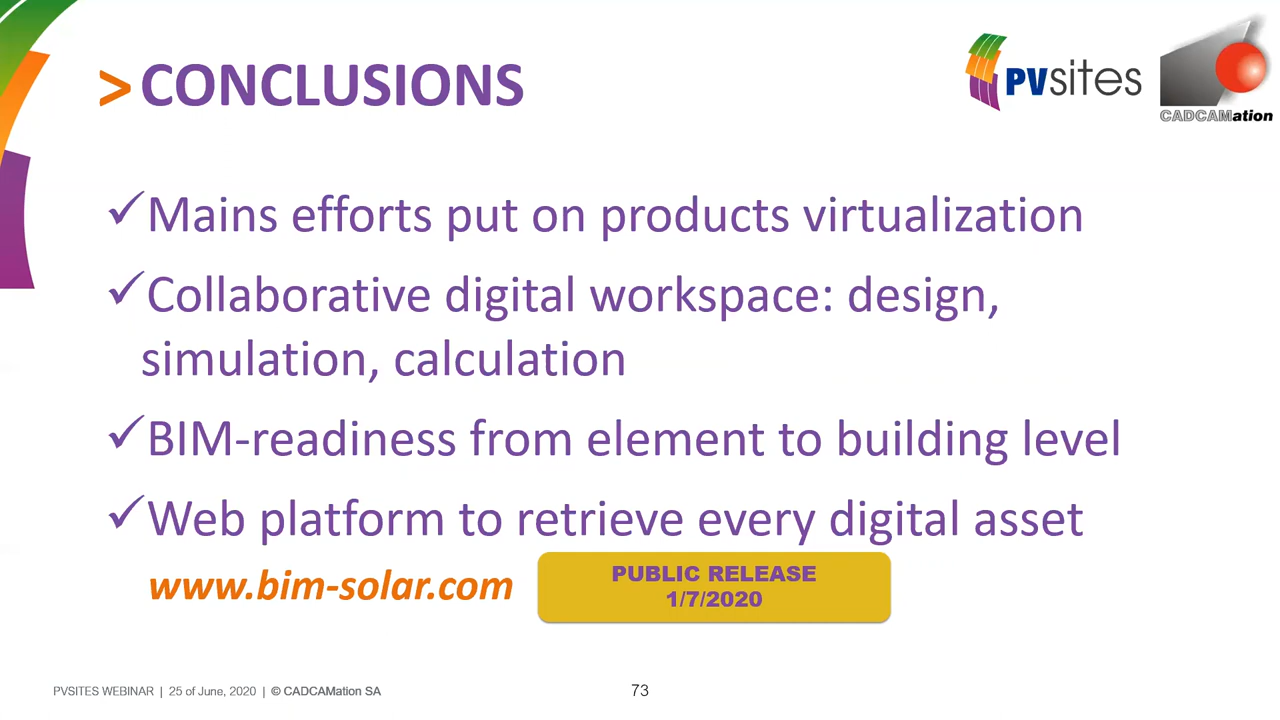 > CONCLUSIONS
PVsites
CADCAMation
✓Mains efforts put on products virtualization
✓Collaborative digital workspace: design,
simulation, calculation
✓BIM-readiness from element to building level
✓Web platform to retrieve every digital asset
www.bim-solar.com
PUBLIC RELEASE
1/7/2020
PVSITES WEBINAR | 25 of June, 2020 | © CADCAMation SA
73